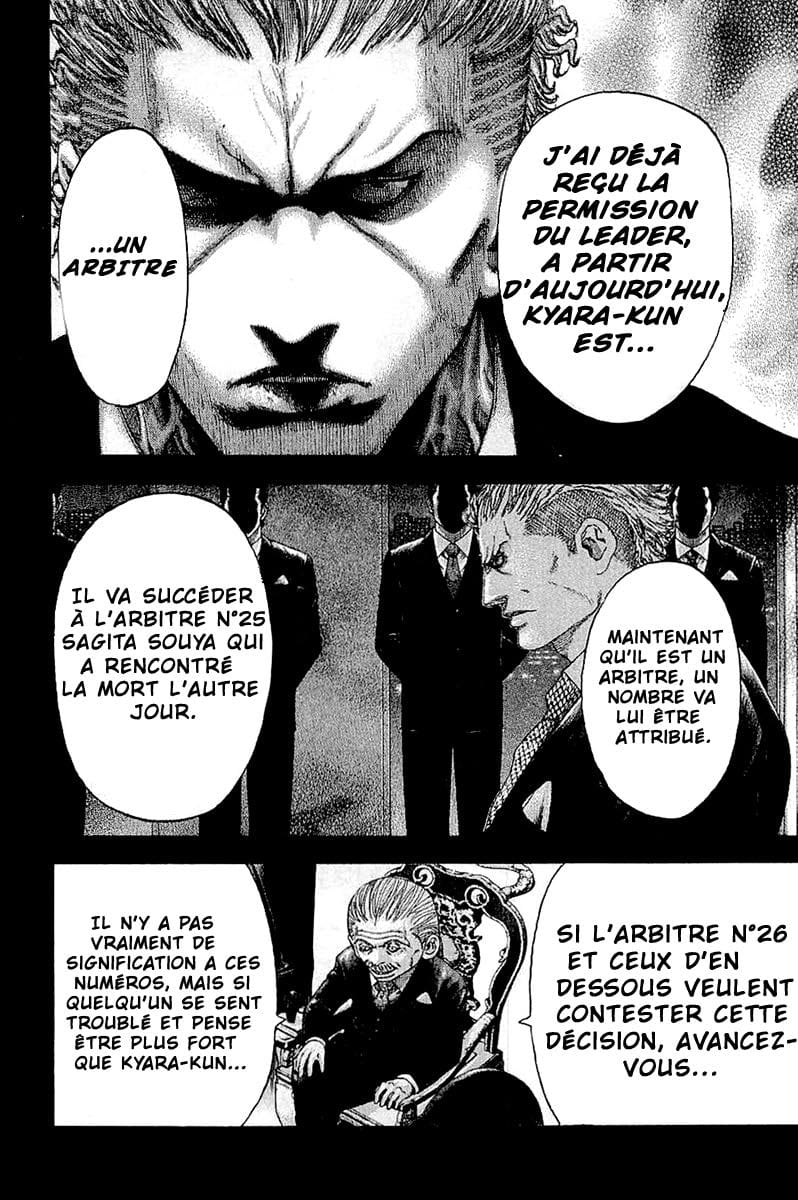 J'AI DÉJÀ
REÇU LA
PERMISSION
DU LEADER,
A PARTIR
D'AUJOURD'HUI,
KYARA-KUN
EST...
...UN
ARBITRE
MAINTENANT
QU'IL EST UN
ARBITRE, UN
NOMBRE VA
LUI ÊTRE
ATTRIBUÉ.
IL VA SUCCÉDER
À L'ARBITRE N°25
SAGITA SOUYA QUI
A RENCONTRÉ
LA MORT L'AUTRE
JOUR.
SI L'ARBITRE N°26
ET CEUX D'EN
DESSOUS VEULENT
CONTESTER CETTE
DÉCISION, AVANCEZ-
VOUS...
IL N'Y A PAS
VRAIMENT DE
SIGNIFICATION A CES
NUMÉROS, MAIS SI
QUELQU'UN SE SENT
TROUBLÉ ET PENSE
ÊTRE PLUS FORT
QUE KYARA-KUN...